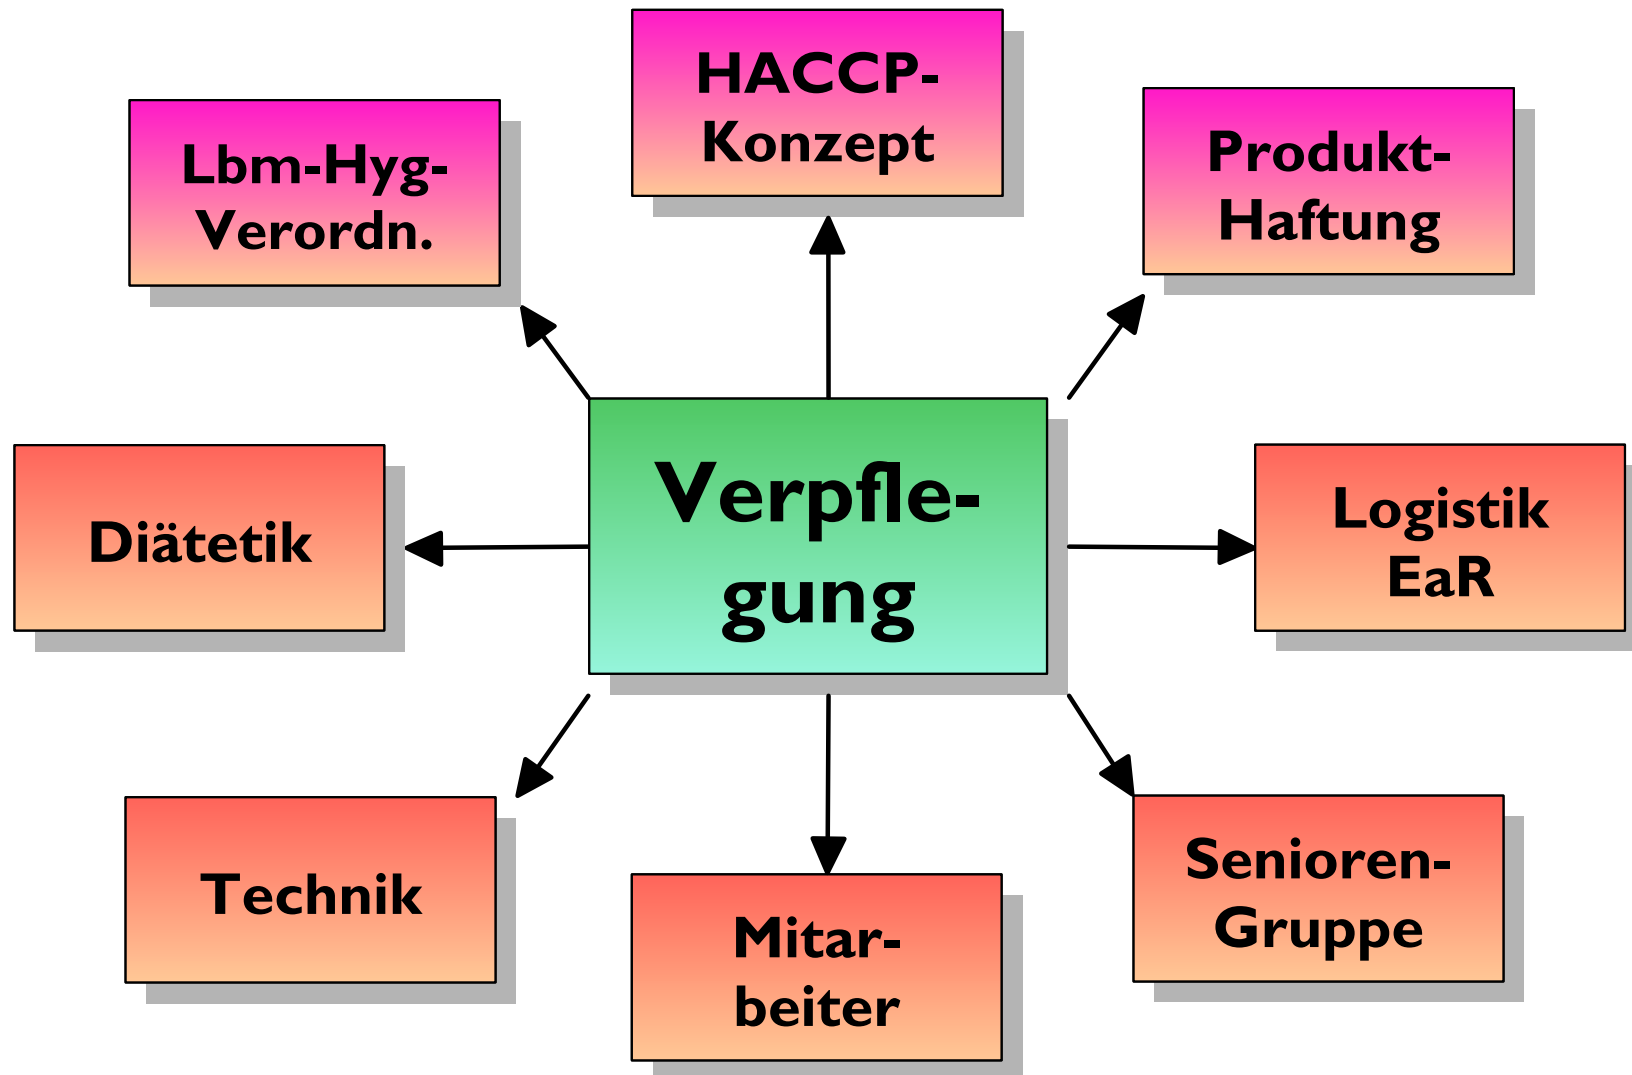 HACCP-
Konzept
Lbm-Hyg-
Verordn.
Produkt-
Haftung
Verpfle-
gung
Diätetik
Logistik
EaR
Technik
Mitar-
beiter
Senioren-
Gruppe